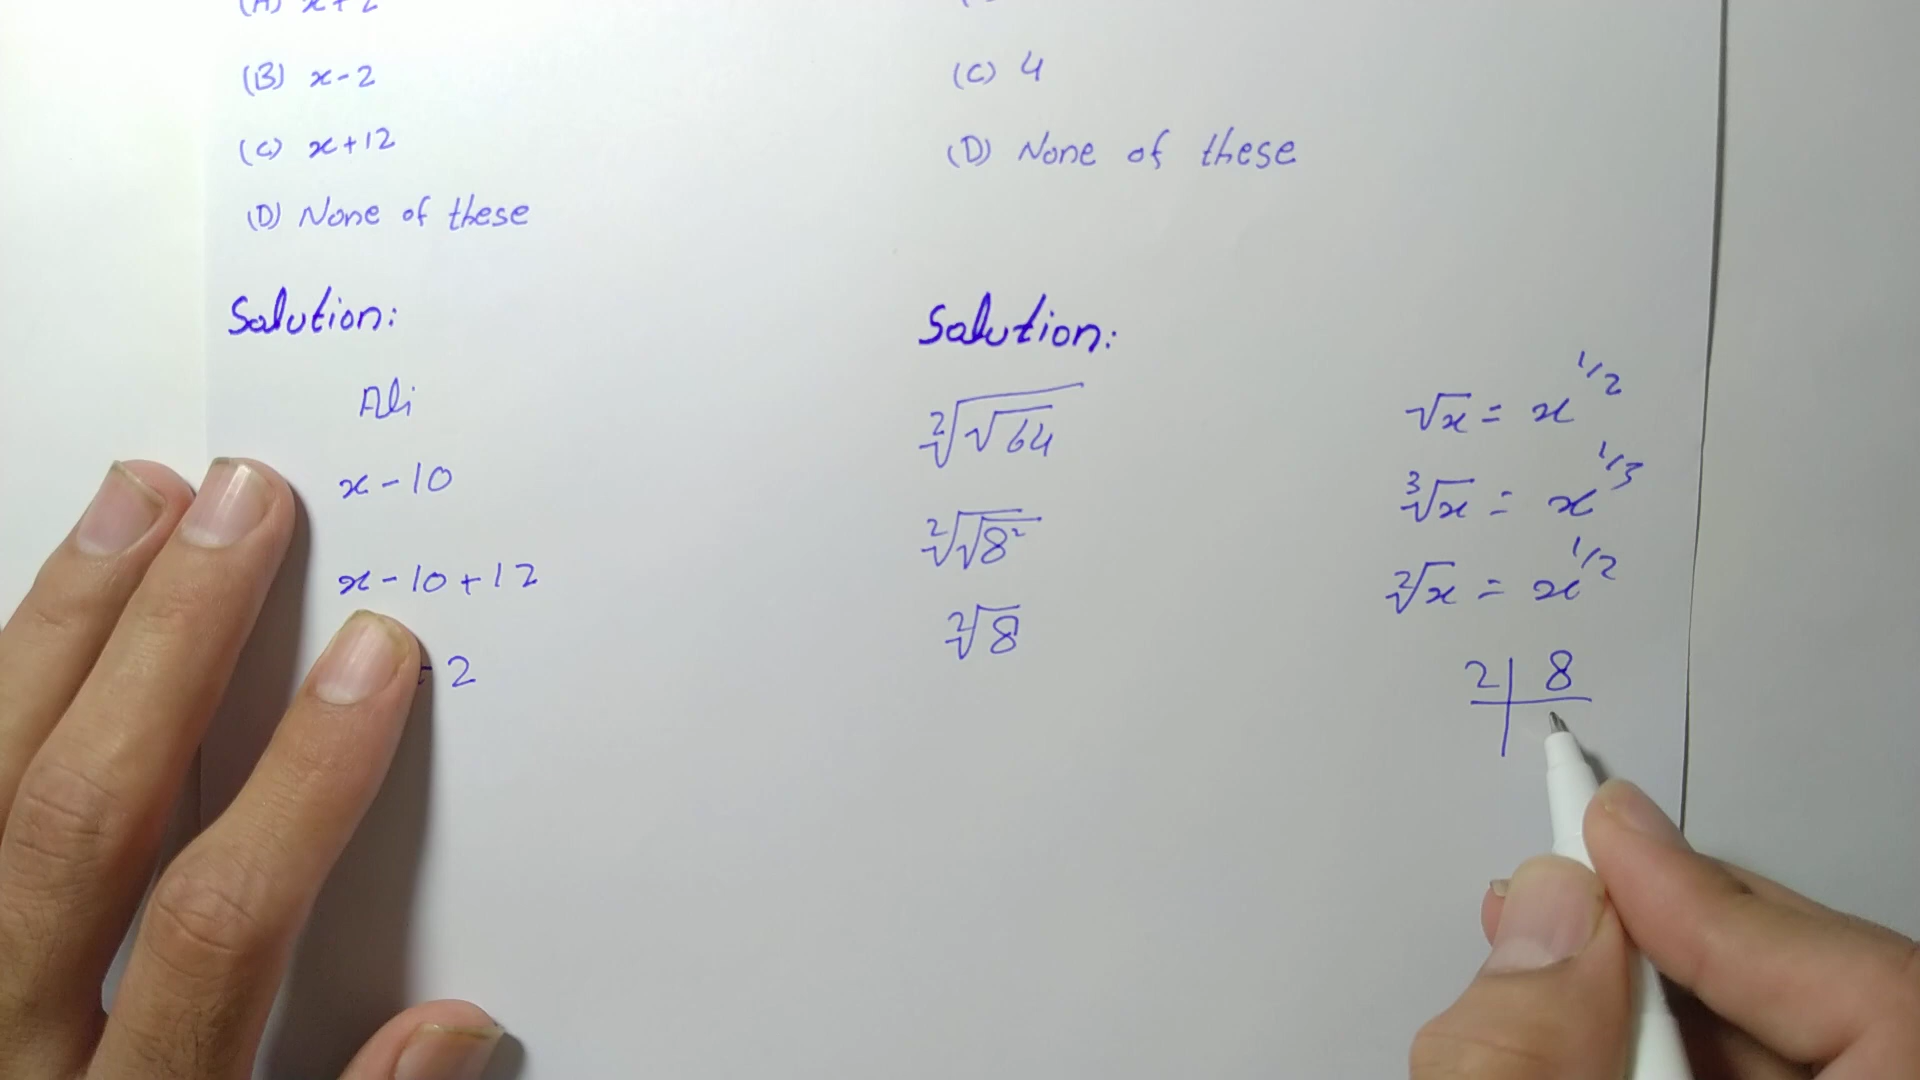 (A) x+2
(B) x-2
(C) x+12
(D) None of these
Solution:
Ali
x-10
x-10+12
2
(C) 4
(D) None of these
Solution:
²√√64
²√√8²
²√8
√x = x^1/2
³√x = x^1/3
²√x = x^1/2
2 | 8